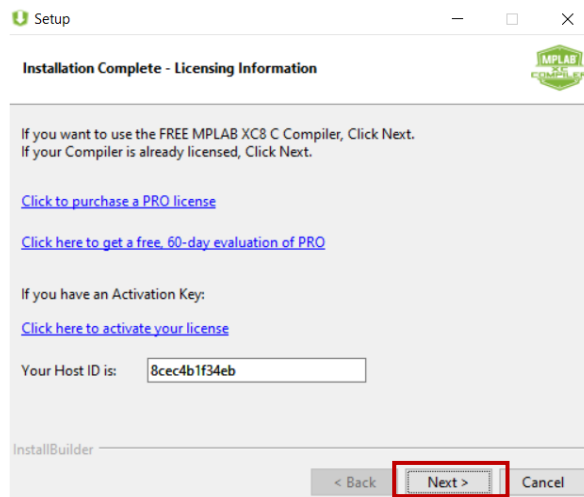 Setup
Installation Complete - Licensing Information
MPLAB
XC
COMPILER
If you want to use the FREE MPLAB XC8 C Compiler, Click Next.
If your Compiler is already licensed, Click Next.
Click to purchase a PRO license
Click here to get a free, 60-day evaluation of PRO
If you have an Activation Key:
Click here to activate your license
Your Host ID is: 8cec4b1f34eb
InstallBuilder
< Back Next > Cancel